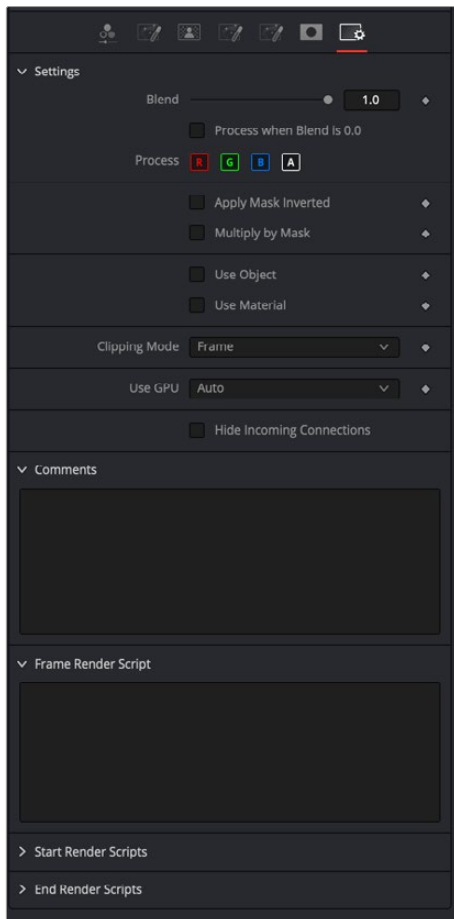 Settings
Blend 1.0
Process when Blend is 0.0
Process R G B A
Apply Mask Inverted
Multiply by Mask
Use Object
Use Material
Clipping Mode Frame
Use GPU Auto
Hide Incoming Connections
Comments
Frame Render Script
Start Render Scripts
End Render Scripts